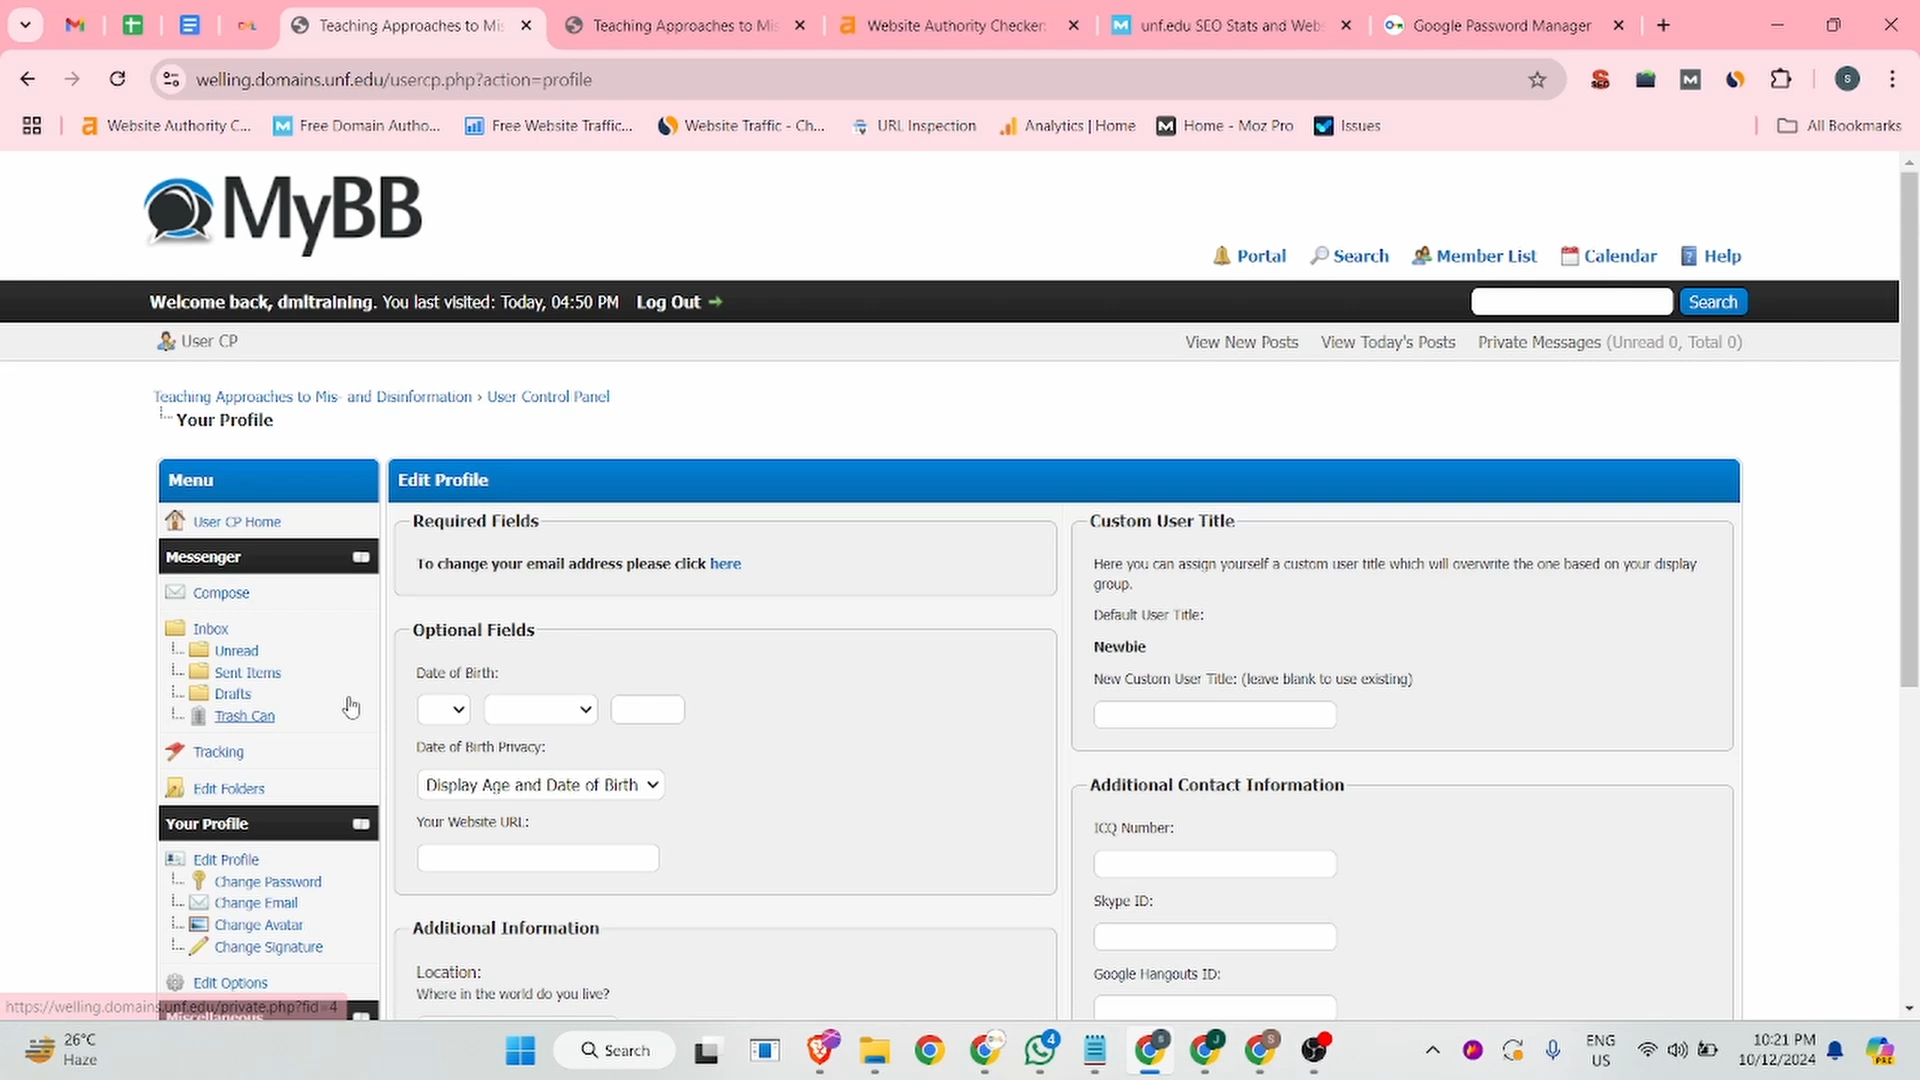 Teaching Approaches to Mis
Teaching Approaches to Mis
Website Authority Checker:
unf.edu SEO Stats and Webs
Google Password Manager
welling.domains.unf.edu/usercp.php?action=profile
Website Authority C...
Free Domain Autho...
Free Website Traffic...
Website Traffic - Ch...
URL Inspection
Analytics | Home
Home - Moz Pro
Issues
All Bookmarks
MyBB
Portal
Search
Member List
Calendar
Help
Welcome back, dmltraining. You last visited: Today, 04:50 PM Log Out
Search
User CP
View New Posts
View Today's Posts
Private Messages (Unread 0, Total 0)
Teaching Approaches to Mis- and Disinformation › User Control Panel
Your Profile
Menu
User CP Home
Messenger
Compose
Inbox
Unread
Sent Items
Drafts
Trash Can
Tracking
Edit Folders
Your Profile
Edit Profile
Change Password
Change Email
Change Avatar
Change Signature
Edit Options
Miscellaneous
https://welling.domains.unf.edu/private.php?fid=4
Edit Profile
Required Fields
To change your email address please click here
Optional Fields
Date of Birth:
Date of Birth Privacy:
Display Age and Date of Birth
Your Website URL:
Additional Information
Location:
Where in the world do you live?
Custom User Title
Here you can assign yourself a custom user title which will overwrite the one based on your display
group.
Default User Title:
Newbie
New Custom User Title: (leave blank to use existing)
Additional Contact Information
ICQ Number:
Skype ID:
Google Hangouts ID:
26°C
Haze
Search
4
ENG
US
10:21 PM
10/12/2024